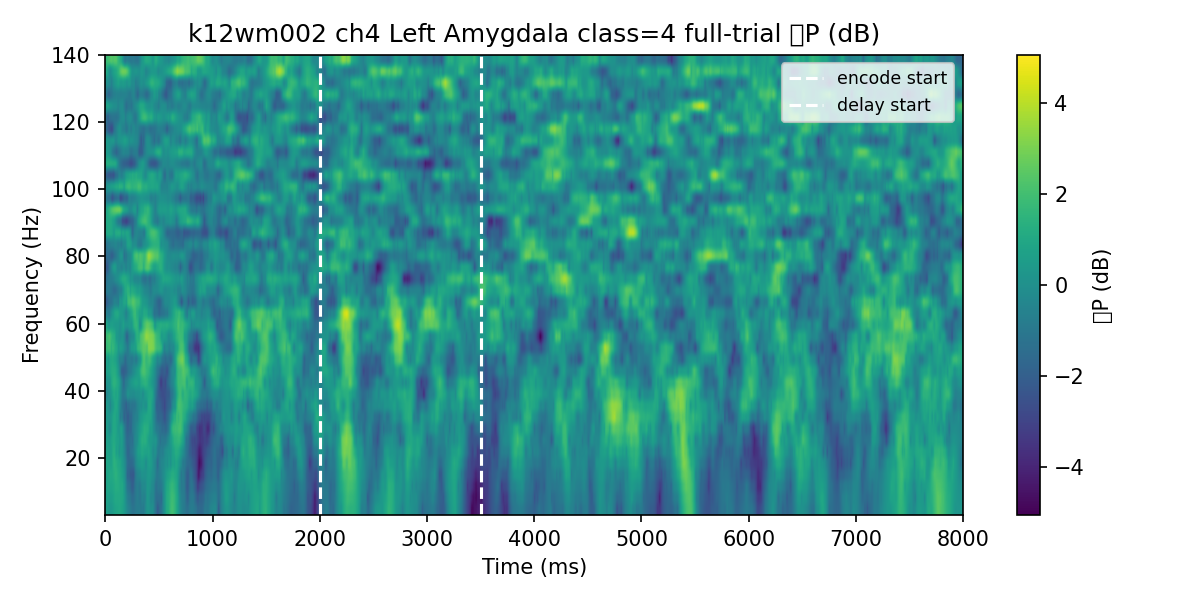 k12wm002 ch4 Left Amygdala class=4 full-trial ▯P (dB)
140
120
100
80
60
40
20
Frequency (Hz)
encode start
delay start
0 1000 2000 3000 4000 5000 6000 7000 8000
Time (ms)
4
2
0
−2
−4
▯P (dB)